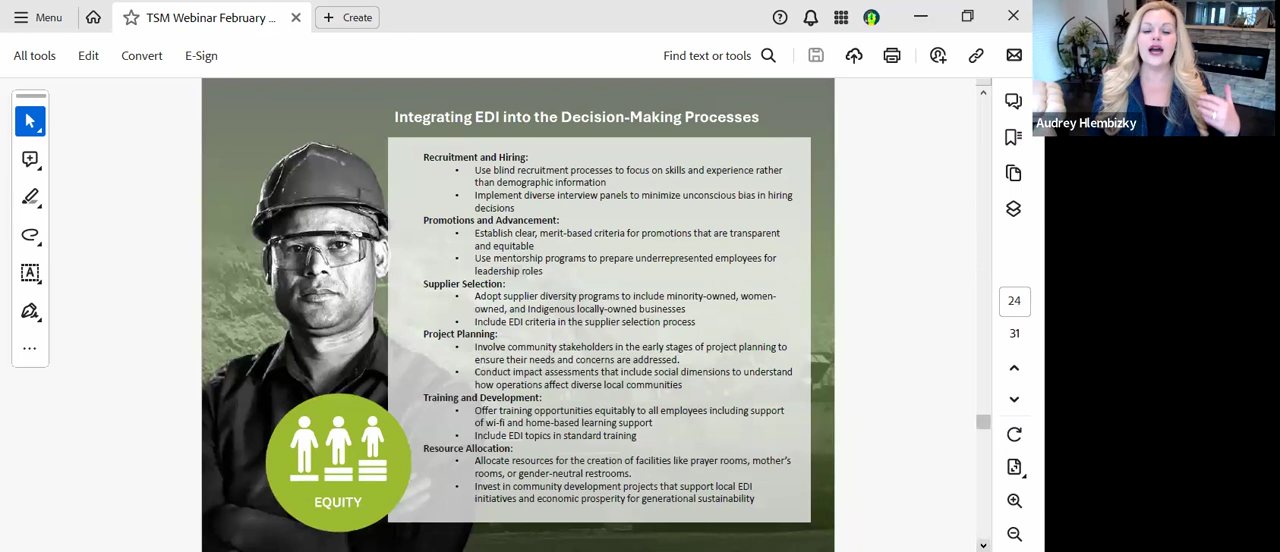 Menu
TSM Webinar February ...
Create
All tools
Edit
Convert
E-Sign
Find text or tools
Audrey Hlembizky
Integrating EDI into the Decision-Making Processes
Recruitment and Hiring:
• Use blind recruitment processes to focus on skills and experience rather
than demographic information
• Implement diverse interview panels to minimize unconscious bias in hiring
decisions
Promotions and Advancement:
• Establish clear, merit-based criteria for promotions that are transparent
and equitable
• Use mentorship programs to prepare underrepresented employees for
leadership roles
Supplier Selection:
• Adopt supplier diversity programs to include minority-owned, women-
owned, and Indigenous locally-owned businesses
• Include EDI criteria in the supplier selection process
Project Planning:
• Involve community stakeholders in the early stages of project planning to
ensure their needs and concerns are addressed.
• Conduct impact assessments that include social dimensions to understand
how operations affect diverse local communities
Training and Development:
• Offer training opportunities equitably to all employees including support
of wi-fi and home-based learning support
• Include EDI topics in standard training
Resource Allocation:
• Allocate resources for the creation of facilities like prayer rooms, mother's
rooms, or gender-neutral restrooms.
• Invest in community development projects that support local EDI
initiatives and economic prosperity for generational sustainability
EQUITY
24
31